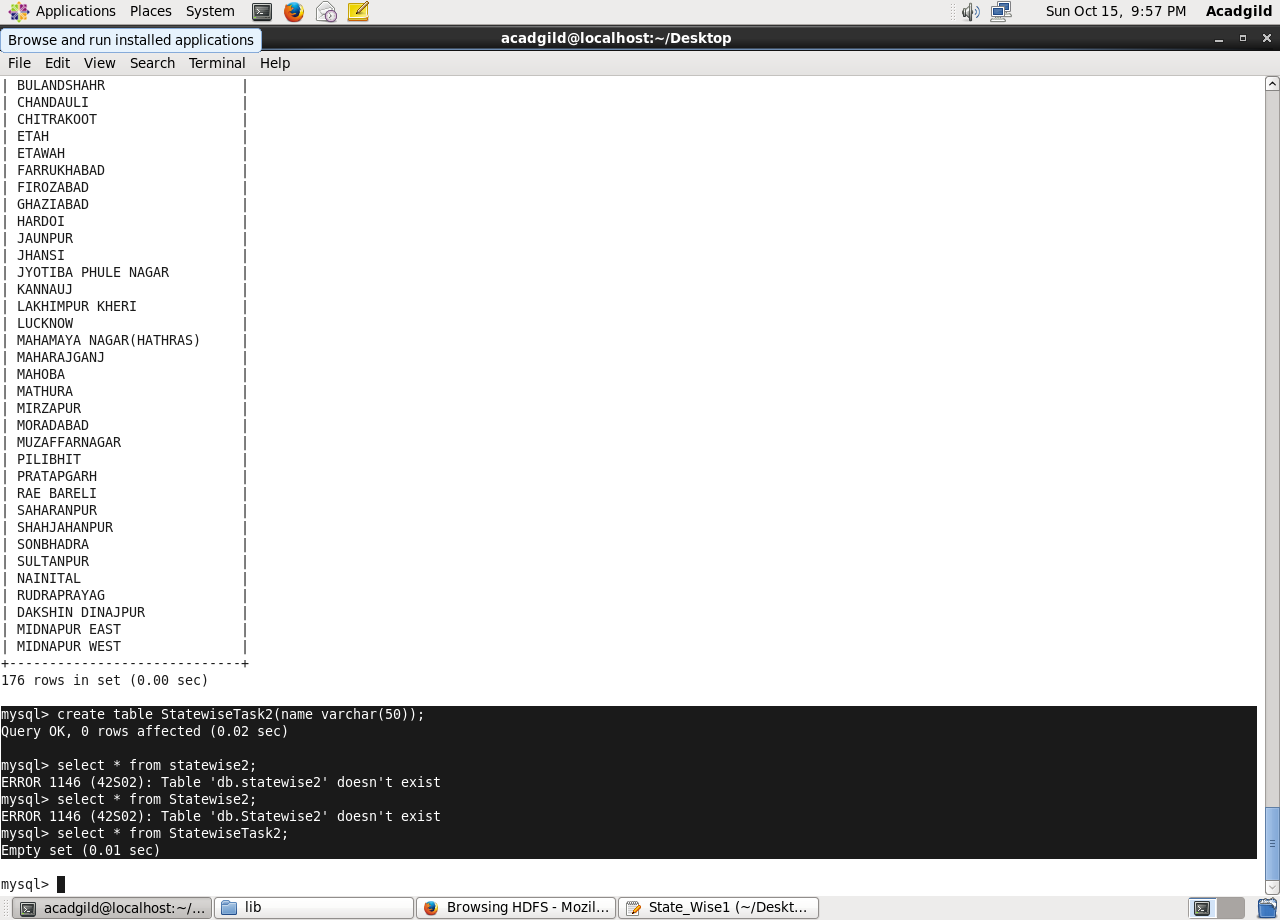 Applications Places System Sun Oct 15, 9:57 PM Acadgild
Browse and run installed applications acadgild@localhost:~/Desktop
File Edit View Search Terminal Help
| BULANDSHAHR |
| CHANDAULI |
| CHITRAKOOT |
| ETAH |
| ETAWAH |
| FARRUKHABAD |
| FIROZABAD |
| GHAZIABAD |
| HARDOI |
| JAUNPUR |
| JHANSI |
| JYOTIBA PHULE NAGAR |
| KANNAUJ |
| LAKHIMPUR KHERI |
| LUCKNOW |
| MAHAMAYA NAGAR(HATHRAS) |
| MAHARAJGANJ |
| MAHOBA |
| MATHURA |
| MIRZAPUR |
| MORADABAD |
| MUZAFFARNAGAR |
| PILIBHIT |
| PRATAPGARH |
| RAE BARELI |
| SAHARANPUR |
| SHAHJAHANPUR |
| SONBHADRA |
| SULTANPUR |
| NAINITAL |
| RUDRAPRAYAG |
| DAKSHIN DINAJPUR |
| MIDNAPUR EAST |
| MIDNAPUR WEST |
+-----------------------------+
176 rows in set (0.00 sec)
mysql> create table StatewiseTask2(name varchar(50));
Query OK, 0 rows affected (0.02 sec)
mysql> select * from statewise2;
ERROR 1146 (42S02): Table 'db.statewise2' doesn't exist
mysql> select * from Statewise2;
ERROR 1146 (42S02): Table 'db.Statewise2' doesn't exist
mysql> select * from StatewiseTask2;
Empty set (0.01 sec)
mysql>
acadgild@localhost:~/... lib Browsing HDFS - Mozil... State_Wise1 (~/Deskt...